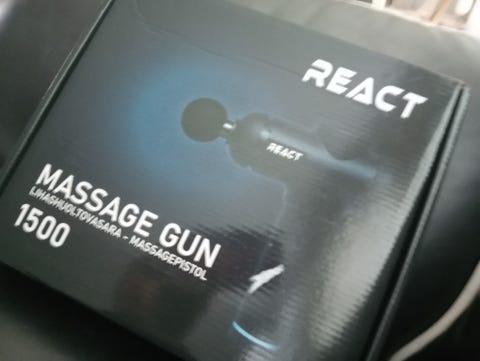 REACT
REACT
MASSAGE GUN
LIHASHUOLTOVASARA - MASSAGEPISTOL
1500